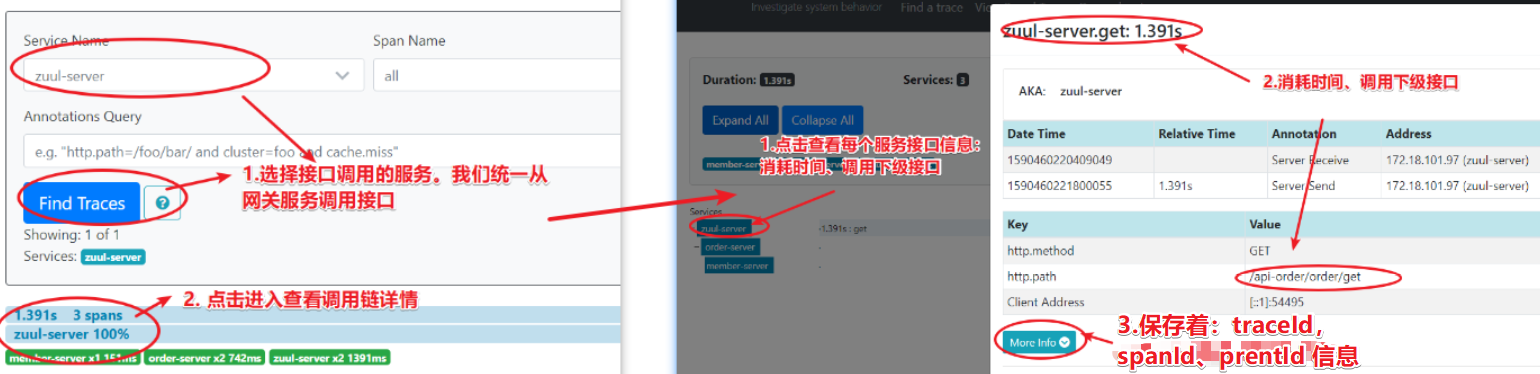 Service Name
Span Name
zuul-server
all
Annotations Query
e.g. "http.path=/foo/bar/ and cluster=foo and cache.miss"
1.选择接口调用的服务。我们统一从
网关服务调用接口
Find Traces
?
Showing: 1 of 1
Services: zuul-server
2. 点击进入查看调用链详情
1.391s 3 spans
zuul-server 100%
member-server x1 151ms
order-server x2 742ms
zuul-server x2 1391ms
Investigate system behavior
Find a trace
Duration: 1.391s
Services: 3
Expand All
Collapse All
1.点击查看每个服务接口信息：
消耗时间、调用下级接口
Services
zuul-server
-1.391s : get
order-server
member-server
zuul-server.get: 1.391s
2.消耗时间、调用下级接口
AKA: zuul-server
Date Time
Relative Time
Annotation
Address
1590460220409049
Server Receive
172.18.101.97 (zuul-server)
1590460221800055
1.391s
Server Send
172.18.101.97 (zuul-server)
Key
Value
http.method
GET
http.path
/api-order/order/get
Client Address
[::1]:54495
More Info
3.保存着：traceId，
spanId、prentId 信息